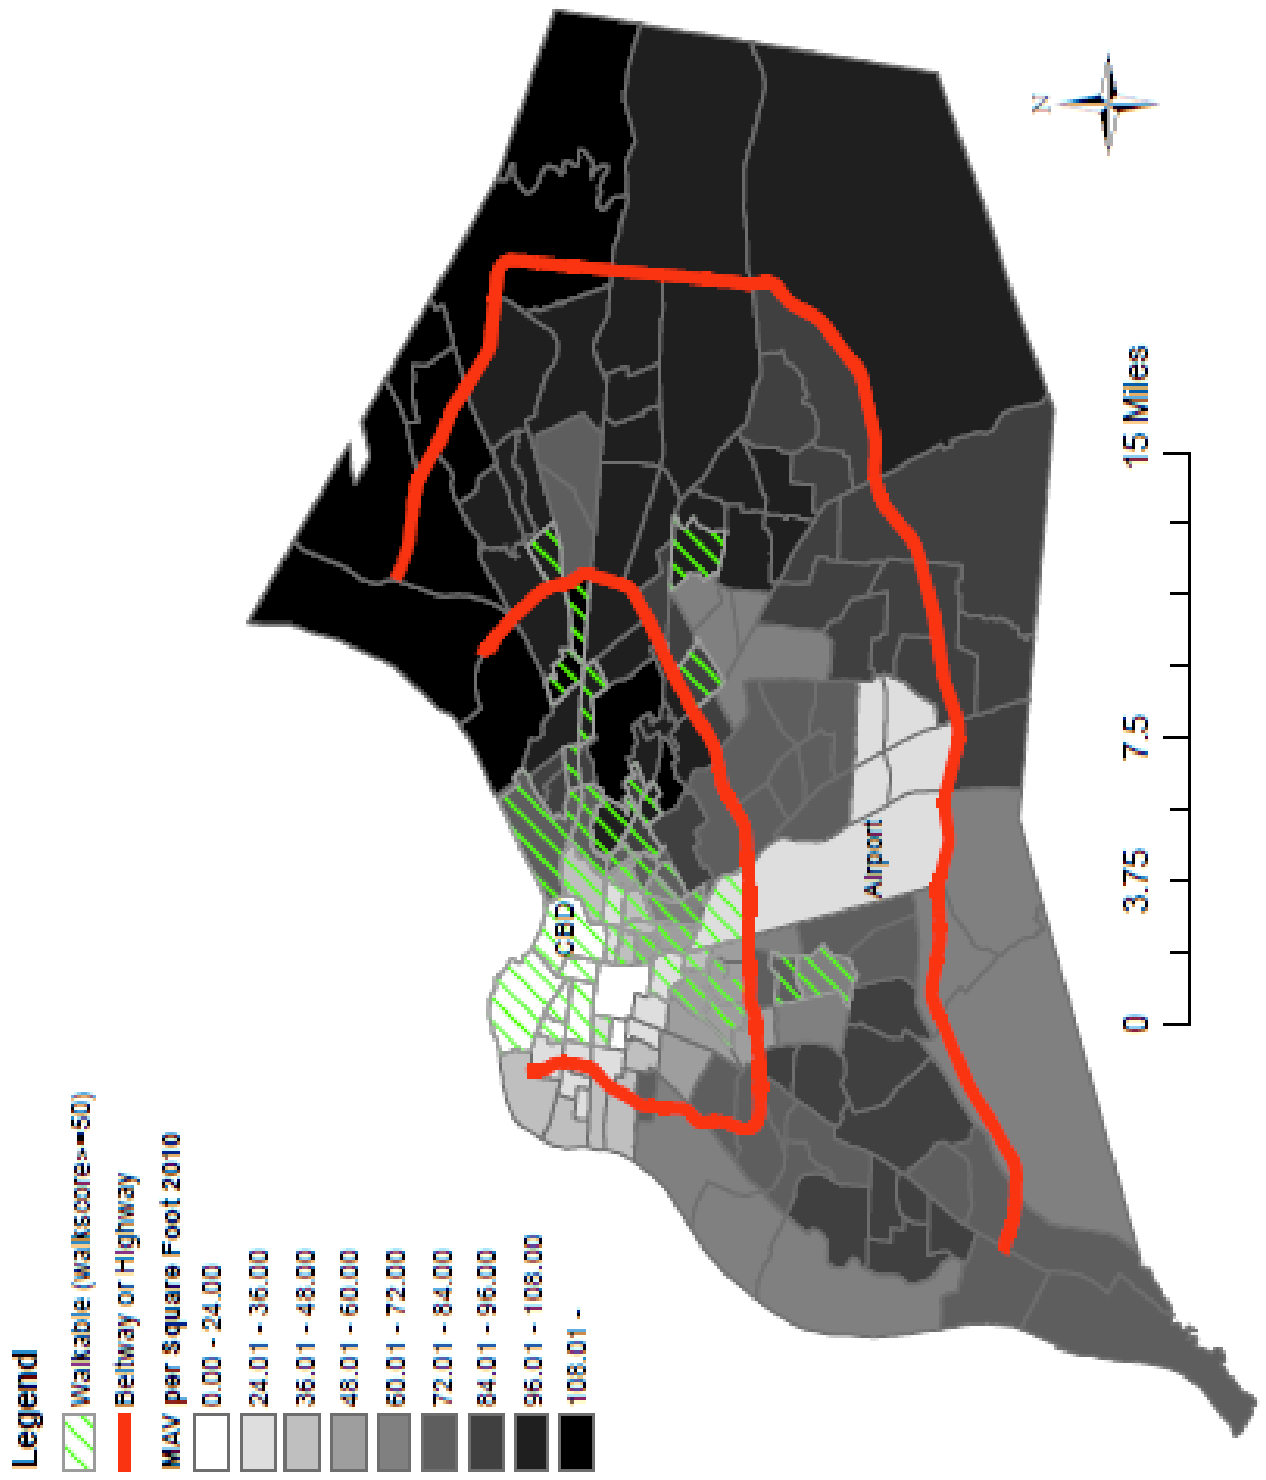 Legend
Walkable (walkscore>=50)
Beltway or Highway
MAV per Square Foot 2010
0.00 - 24.00
24.01 - 36.00
36.01 - 48.00
48.01 - 60.00
60.01 - 72.00
72.01 - 84.00
84.01 - 96.00
96.01 - 108.00
108.01 -
CBD
Airport
N
0 3.75 7.5 15 Miles